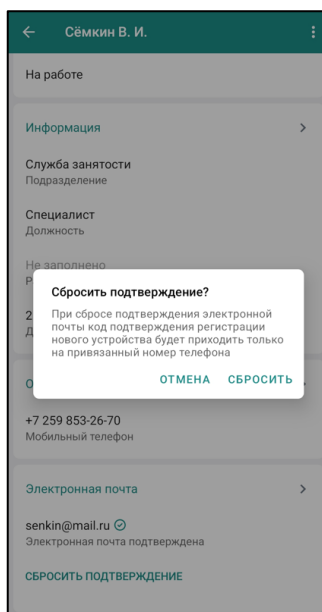 Сёмкин В. И.
На работе
Информация
Служба занятости
Подразделение
Специалист
Должность
Не заполнено
Р
Сбросить подтверждение?
При сбросе подтверждения электронной
почты код подтверждения регистрации
нового устройства будет приходить только
на привязанный номер телефона
ОТМЕНА СБРОСИТЬ
2
Д
О
+7 259 853-26-70
Мобильный телефон
Электронная почта
senkin@mail.ru
Электронная почта подтверждена
СБРОСИТЬ ПОДТВЕРЖДЕНИЕ